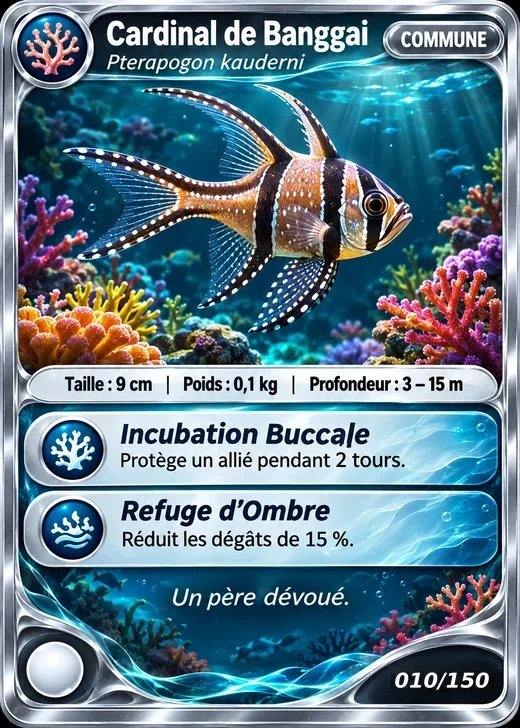 Cardinal de Banggai
COMMUNE
Pterapogon kauderni
Taille : 9 cm | Poids : 0,1 kg | Profondeur : 3 – 15 m
Incubation Buccale
Protège un allié pendant 2 tours.
Refuge d'Ombre
Réduit les dégâts de 15 %.
Un père dévoué.
010/150